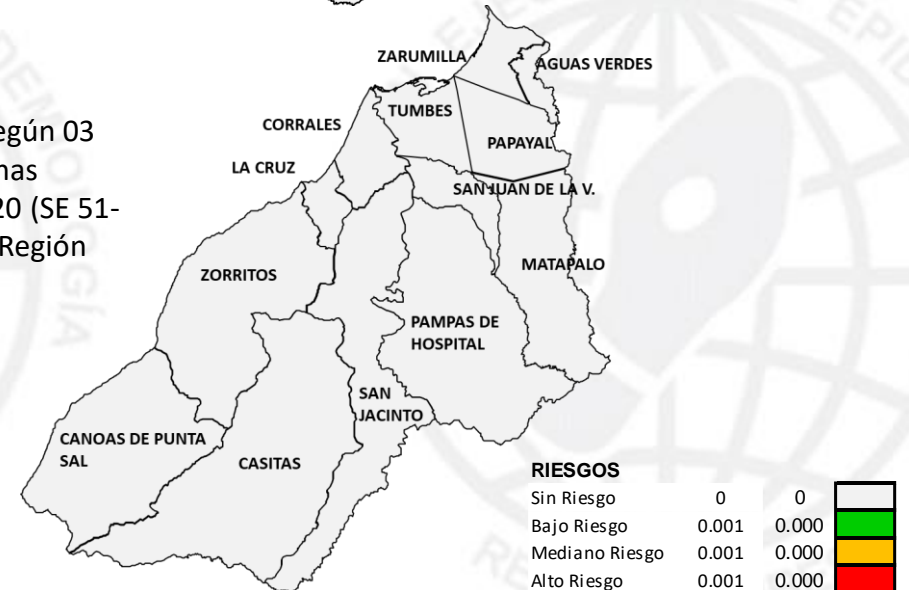 egún 03
nas
20 (SE 51-
Región
ZARUMILLA
AGUAS VERDES
TUMBES
CORRALES
PAPAYAL
LA CRUZ
SAN JUAN DE LA V.
MATAPALO
ZORRITOS
PAMPAS DE
HOSPITAL
SAN
JACINTO
CANOAS DE PUNTA
SAL
CASITAS
RIESGOS
Sin Riesgo 0 0
Bajo Riesgo 0.001 0.000
Mediano Riesgo 0.001 0.000
Alto Riesgo 0.001 0.000